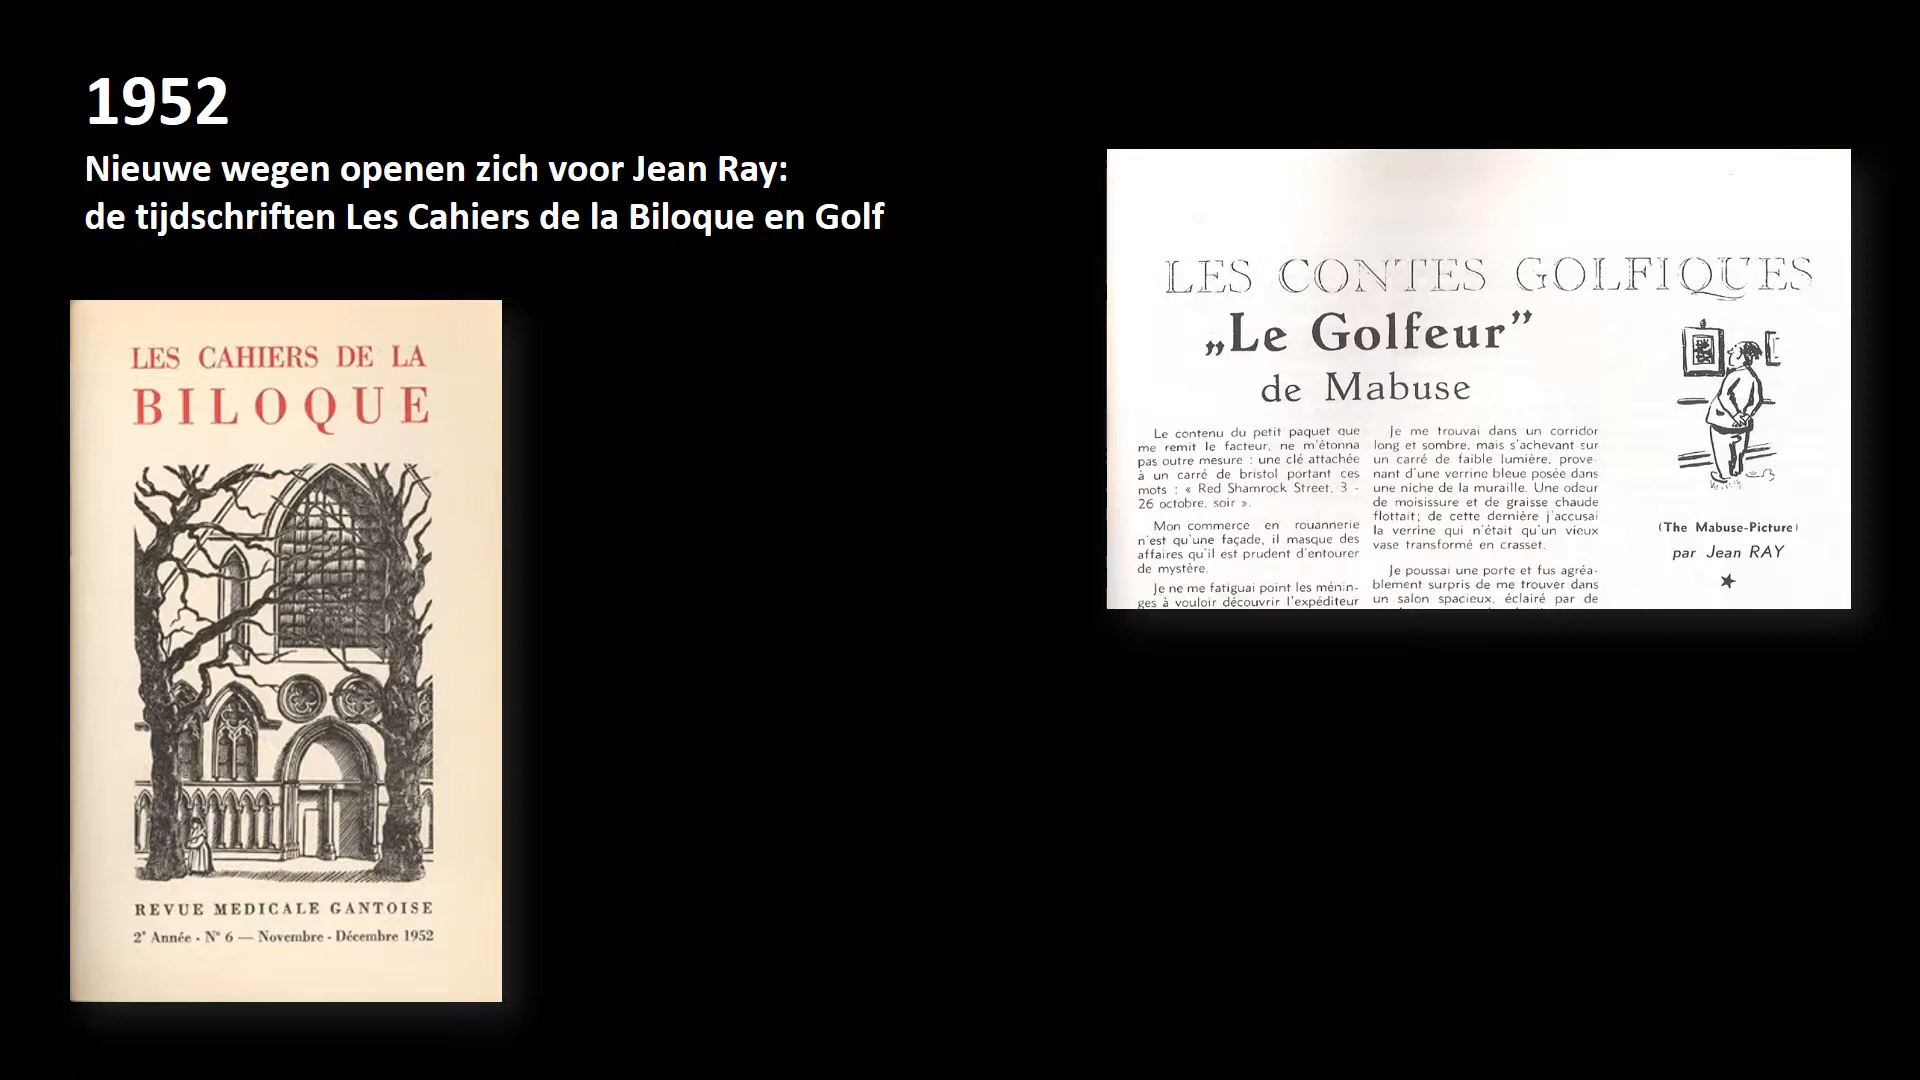 1952
Nieuwe wegen openen zich voor Jean Ray:
de tijdschriften Les Cahiers de la Biloque en Golf
LES CAHIERS DE LA
BILOQUE
REVUE MEDICALE GANTOISE
2e Année - N° 6 — Novembre - Décembre 1952
LES CONTES GOLFIQUES
„Le Golfeur”
de Mabuse
Le contenu du petit paquet que
me remit le facteur, ne m'étonna
pas outre mesure : une clé attachée
à un carré de bristol portant ces
mots : « Red Shamrock Street, 3 -
26 octobre, soir ».
Mon commerce en rouannerie
n'est qu'une façade, il masque des
affaires qu'il est prudent d'entourer
de mystère.
Je ne me fatiguai point les ménin-
ges à vouloir découvrir l'expéditeur
Je me trouvai dans un corridor
long et sombre, mais s'achevant sur
un carré de faible lumière, prove-
nant d'une verrine bleue posée dans
une niche de la muraille. Une odeur
de moisissure et de graisse chaude
flottait; de cette dernière j'accusai
la verrine qui n'était qu'un vieux
vase transformé en crasset.
Je poussai une porte et fus agréa-
blement surpris de me trouver dans
un salon spacieux, éclairé par de
(The Mabuse-Picture)
par Jean RAY